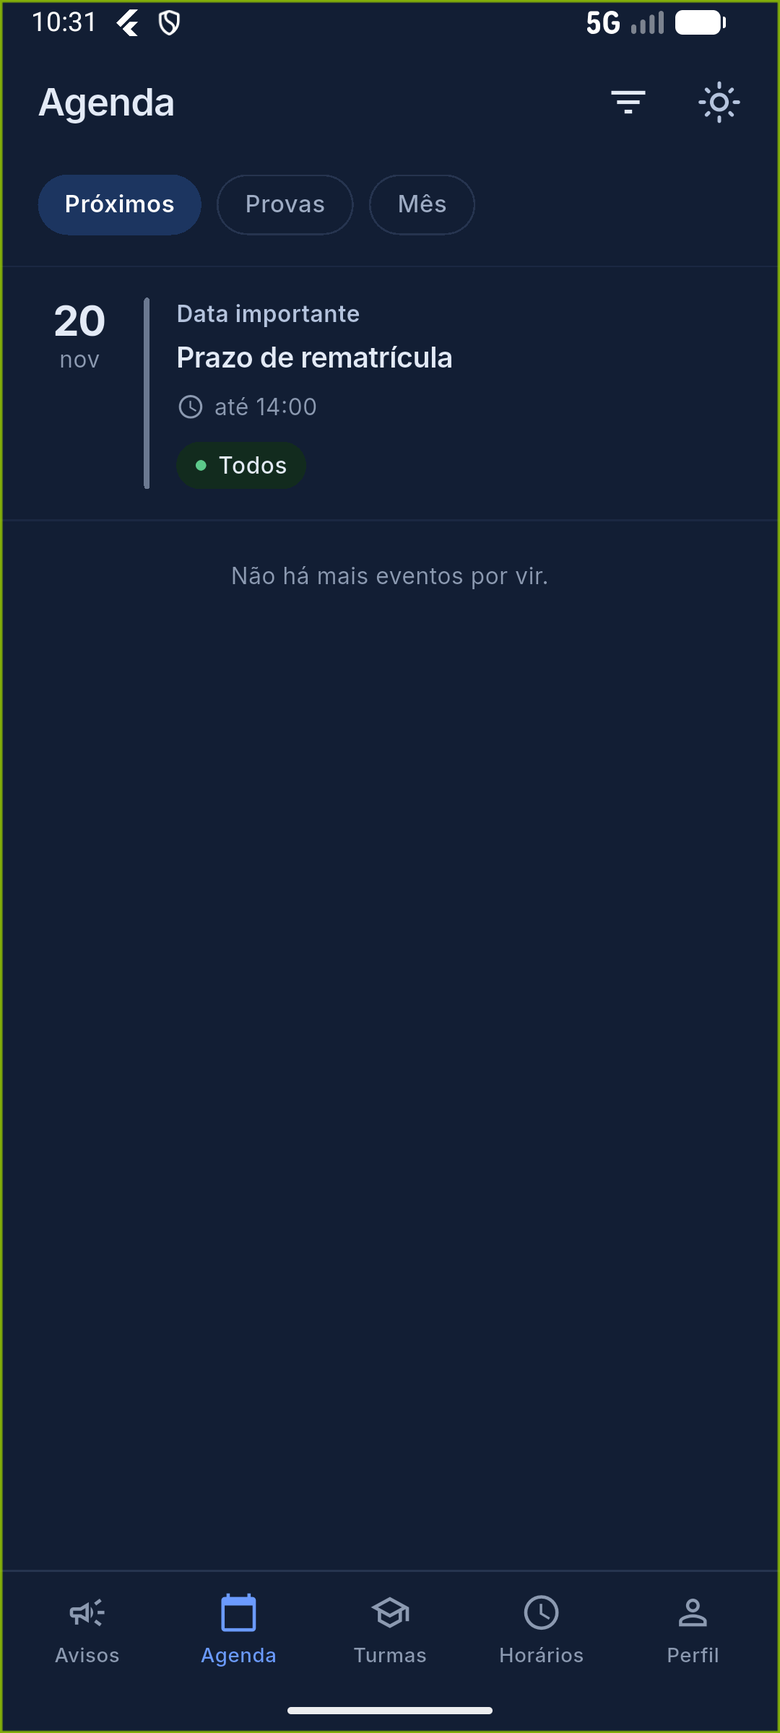 10:31
5G
Agenda
Próximos
Provas
Mês
20
nov
Data importante
Prazo de rematrícula
até 14:00
Todos
Não há mais eventos por vir.
Avisos
Agenda
Turmas
Horários
Perfil